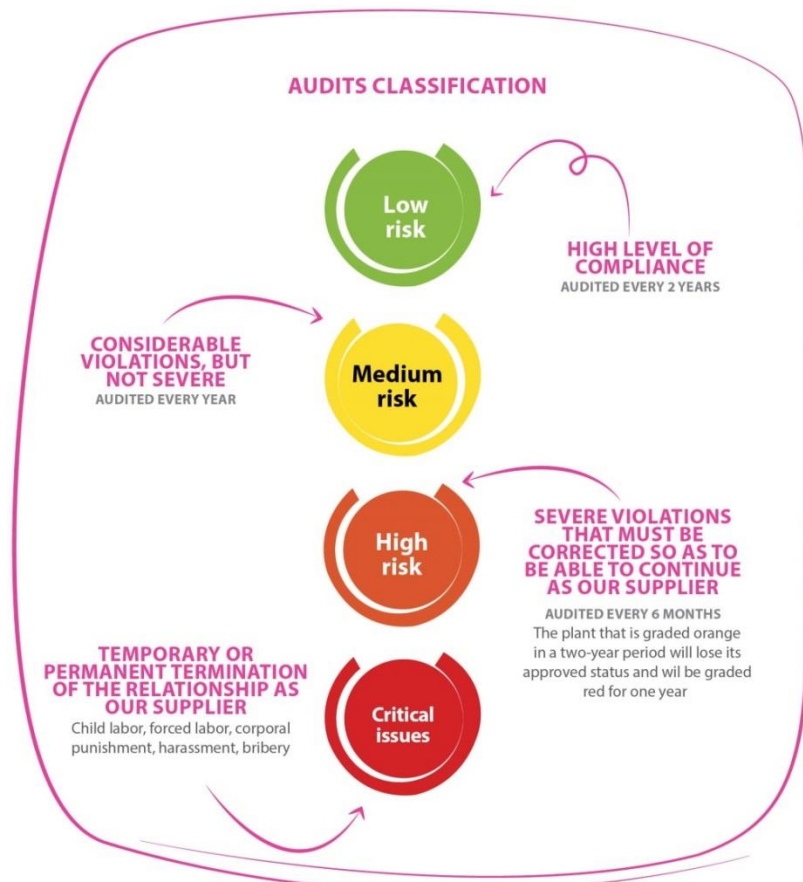 AUDITS CLASSIFICATION
Low
risk
HIGH LEVEL OF
COMPLIANCE
AUDITED EVERY 2 YEARS
CONSIDERABLE
VIOLATIONS, BUT
NOT SEVERE
AUDITED EVERY YEAR
Medium
risk
High
risk
SEVERE VIOLATIONS
THAT MUST BE
CORRECTED SO AS TO
BE ABLE TO CONTINUE
AS OUR SUPPLIER
AUDITED EVERY 6 MONTHS
The plant that is graded orange
in a two-year period will lose its
approved status and wil be graded
red for one year
TEMPORARY OR
PERMANENT TERMINATION
OF THE RELATIONSHIP AS
OUR SUPPLIER
Child labor, forced labor, corporal
punishment, harassment, bribery
Critical
issues